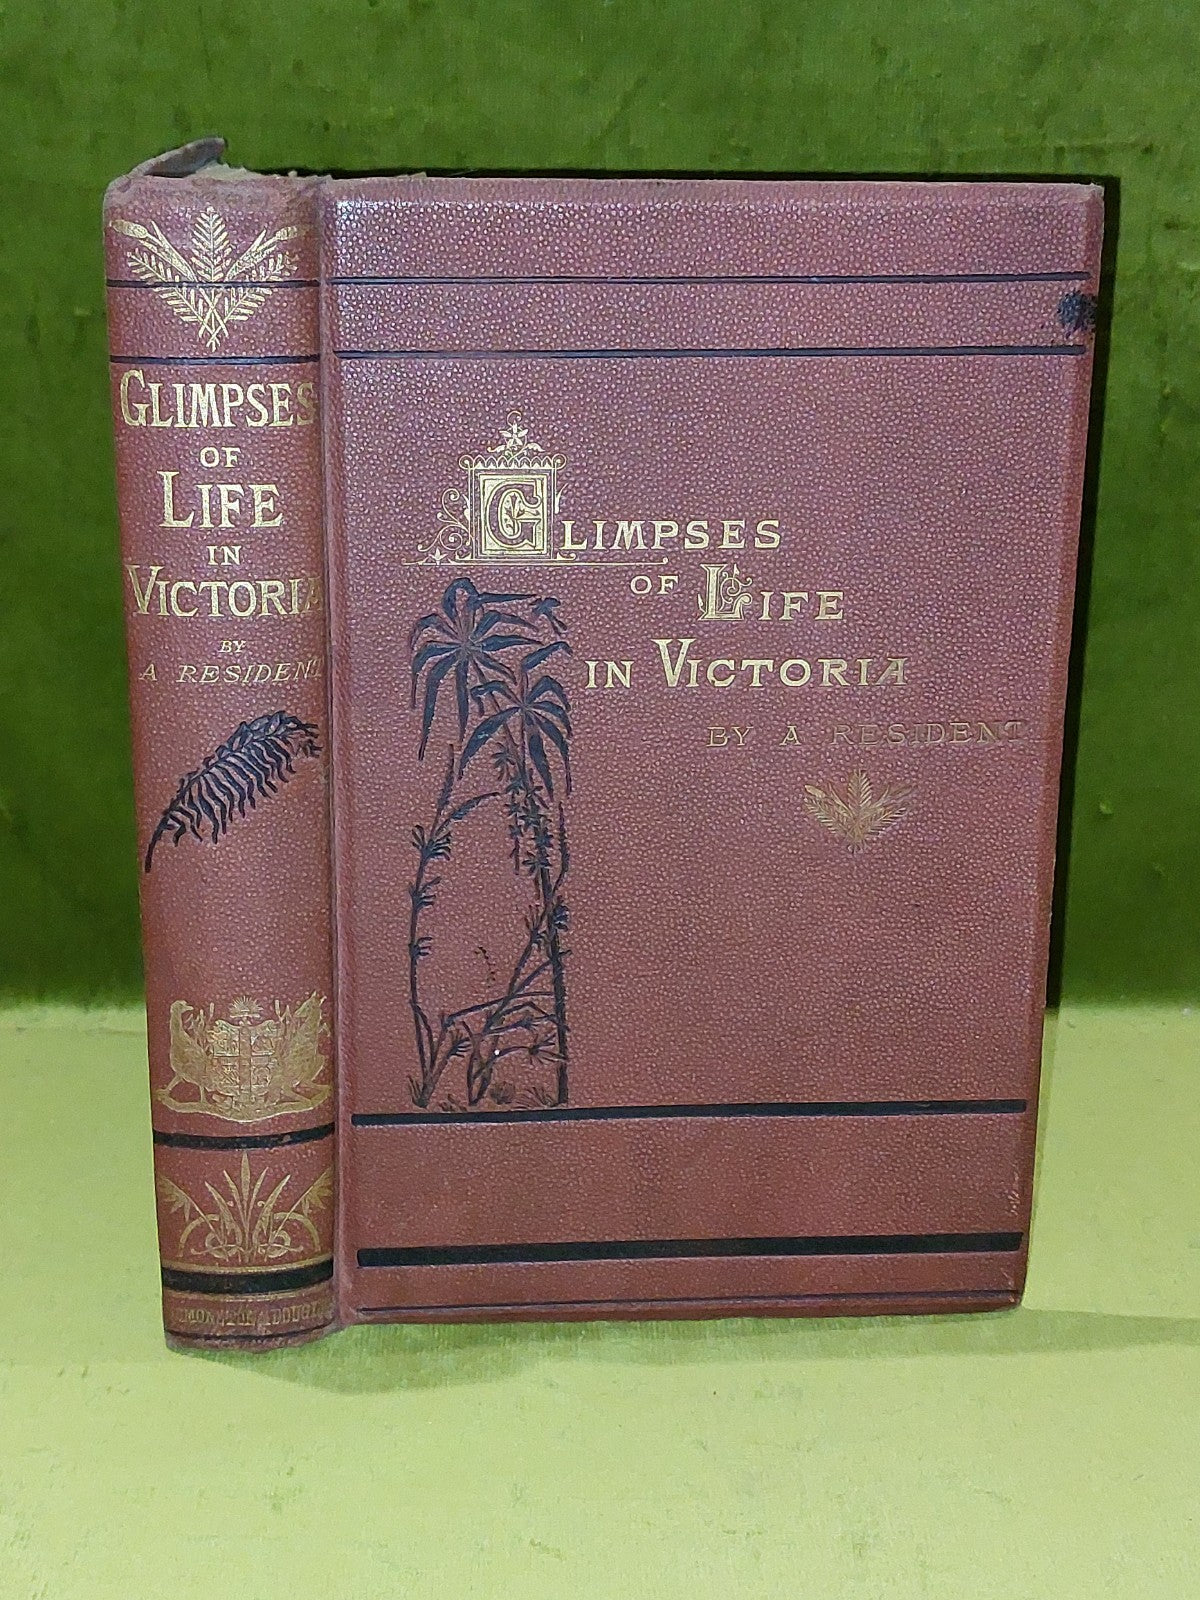 GLIMPSES
OF
LIFE
IN
VICTORIA
BY
A RESIDENT
GLIMPSES
OF LIFE
IN VICTORIA
BY A RESIDENT